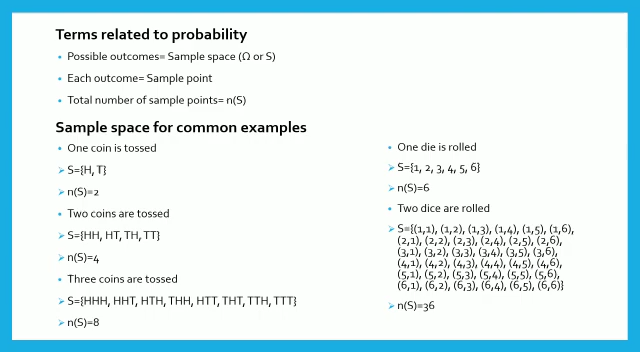 Terms related to probability
• Possible outcomes= Sample space (Ω or S)
• Each outcome= Sample point
• Total number of sample points= n(S)
Sample space for common examples
• One coin is tossed
➢ S={H, T}
➢ n(S)=2
• Two coins are tossed
➢ S={HH, HT, TH, TT}
➢ n(S)=4
• Three coins are tossed
➢ S={HHH, HHT, HTH, THH, HTT, THT, TTH, TTT}
➢ n(S)=8
• One die is rolled
➢ S={1, 2, 3, 4, 5, 6}
➢ n(S)=6
• Two dice are rolled
➢ S={(1,1), (1,2), (1,3), (1,4), (1,5), (1,6),
(2,1), (2,2), (2,3), (2,4), (2,5), (2,6),
(3,1), (3,2), (3,3), (3,4), (3,5), (3,6),
(4,1), (4,2), (4,3), (4,4), (4,5), (4,6),
(5,1), (5,2), (5,3), (5,4), (5,5), (5,6),
(6,1), (6,2), (6,3), (6,4), (6,5), (6,6)}
➢ n(S)=36